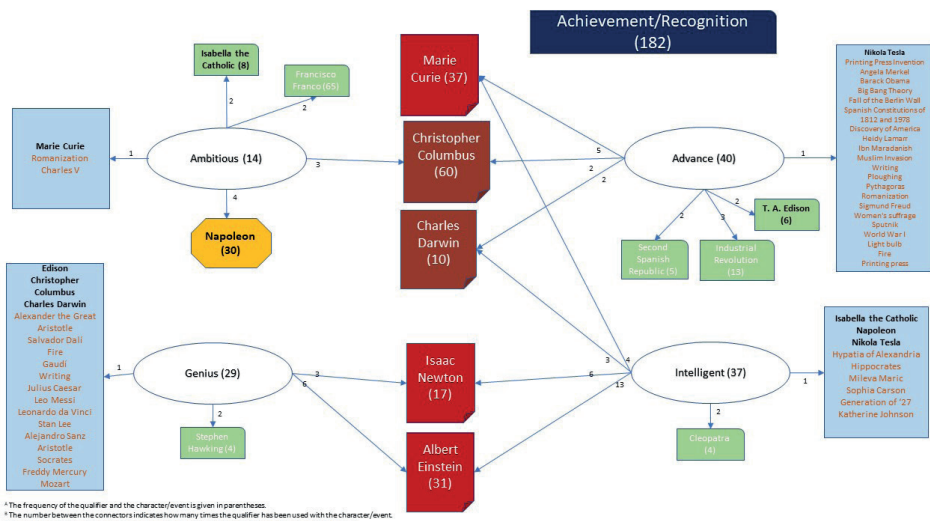 Achievement/Recognition
(182)
Isabella the
Catholic (8)
Francisco
Franco (65)
2
2
Marie Curie
Romanization
Charles V
1
Ambitious (14)
3
4
Napoleon
(30)
Marie
Curie (37)
Christopher
Columbus
(60)
Charles
Darwin
(10)
5
2
2
Advance (40)
1
2
3
2
T. A. Edison
(6)
Second
Spanish
Republic (5)
Industrial
Revolution
(13)
Nikola Tesla
Printing Press Invention
Angela Merkel
Barack Obama
Big Bang Theory
Fall of the Berlin Wall
Spanish Constitutions of
1812 and 1978
Discovery of America
Heidy Lamarr
Ibn Maradanish
Muslim Invasion
Writing
Ploughing
Pythagoras
Romanization
Sigmund Freud
Women's suffrage
Sputnik
World War I
Light bulb
Fire
Printing press
Edison
Christopher
Columbus
Charles Darwin
Alexander the Great
Aristotle
Salvador Dalí
Fire
Gaudí
Writing
Julius Caesar
Leo Messi
Leonardo da Vinci
Stan Lee
Alejandro Sanz
Aristotle
Socrates
Freddy Mercury
Mozart
1
Genius (29)
3
6
2
Stephen
Hawking (4)
Isaac
Newton
(17)
Albert
Einstein
(31)
3
4
6
13
Intelligent (37)
1
2
Cleopatra
(4)
Isabella the Catholic
Napoleon
Nikola Tesla
Hypatia of Alexandria
Hippocrates
Mileva Maric
Sophia Carson
Generation of '27
Katherine Johnson
A The frequency of the qualifier and the character/event is given in parentheses.
B The number between the connectors indicates how many times the qualifier has been used with the character/event.